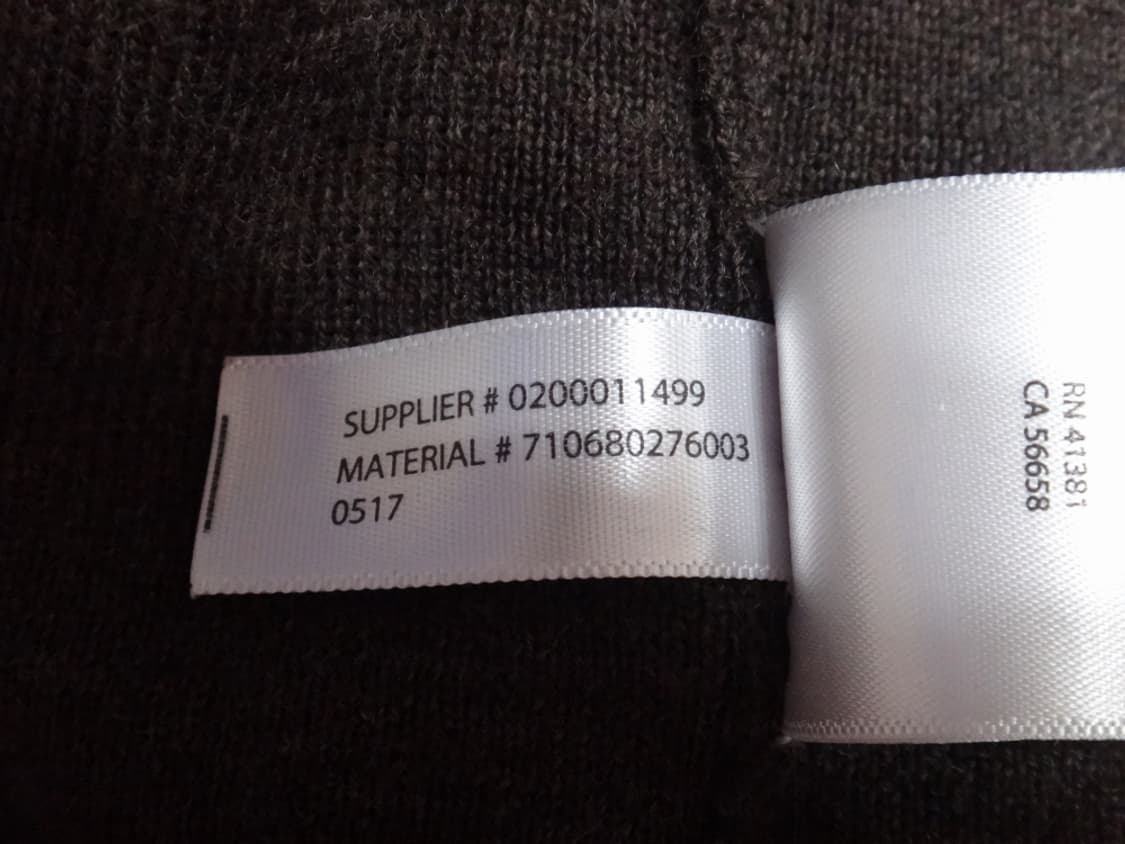 SUPPLIER # 0200011499
MATERIAL # 710680276003
0517
RN 41381
CA 56658